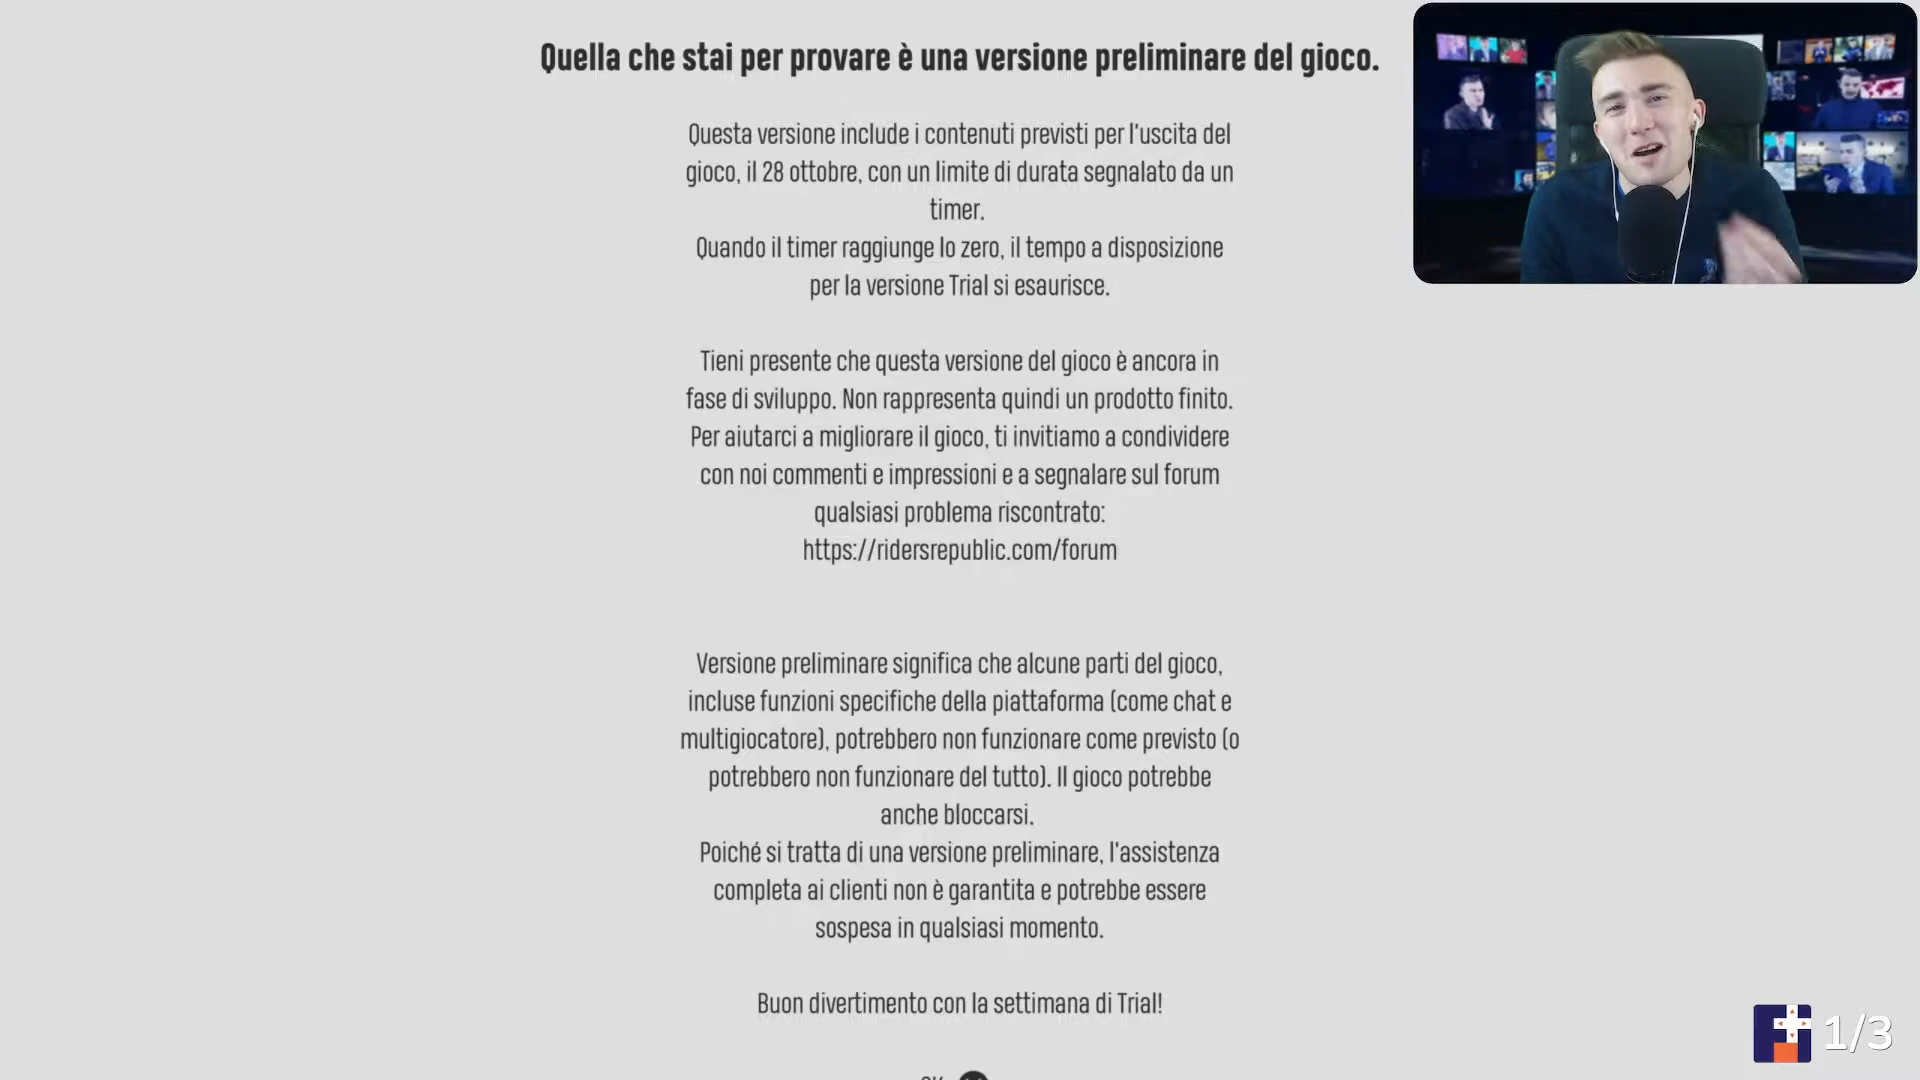 Quella che stai per provare è una versione preliminare del gioco.
Questa versione include i contenuti previsti per l'uscita del
gioco, il 28 ottobre, con un limite di durata segnalato da un
timer.
Quando il timer raggiunge lo zero, il tempo a disposizione
per la versione Trial si esaurisce.
Tieni presente che questa versione del gioco è ancora in
fase di sviluppo. Non rappresenta quindi un prodotto finito.
Per aiutarci a migliorare il gioco, ti invitiamo a condividere
con noi commenti e impressioni e a segnalare sul forum
qualsiasi problema riscontrato:
https://ridersrepublic.com/forum
Versione preliminare significa che alcune parti del gioco,
incluse funzioni specifiche della piattaforma (come chat e
multigiocatore), potrebbero non funzionare come previsto (o
potrebbero non funzionare del tutto). Il gioco potrebbe
anche bloccarsi.
Poiché si tratta di una versione preliminare, l'assistenza
completa ai clienti non è garantita e potrebbe essere
sospesa in qualsiasi momento.
Buon divertimento con la settimana di Trial!
1/3